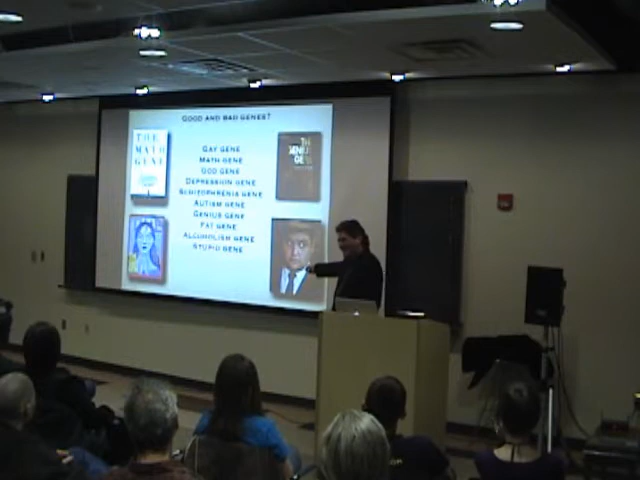 Good and bad genes?
THE
MATH
GENE
Gay gene
Math gene
God gene
Depression gene
Schizophrenia gene
Autism gene
Genius gene
Fat gene
Alcoholism gene
Stupid gene